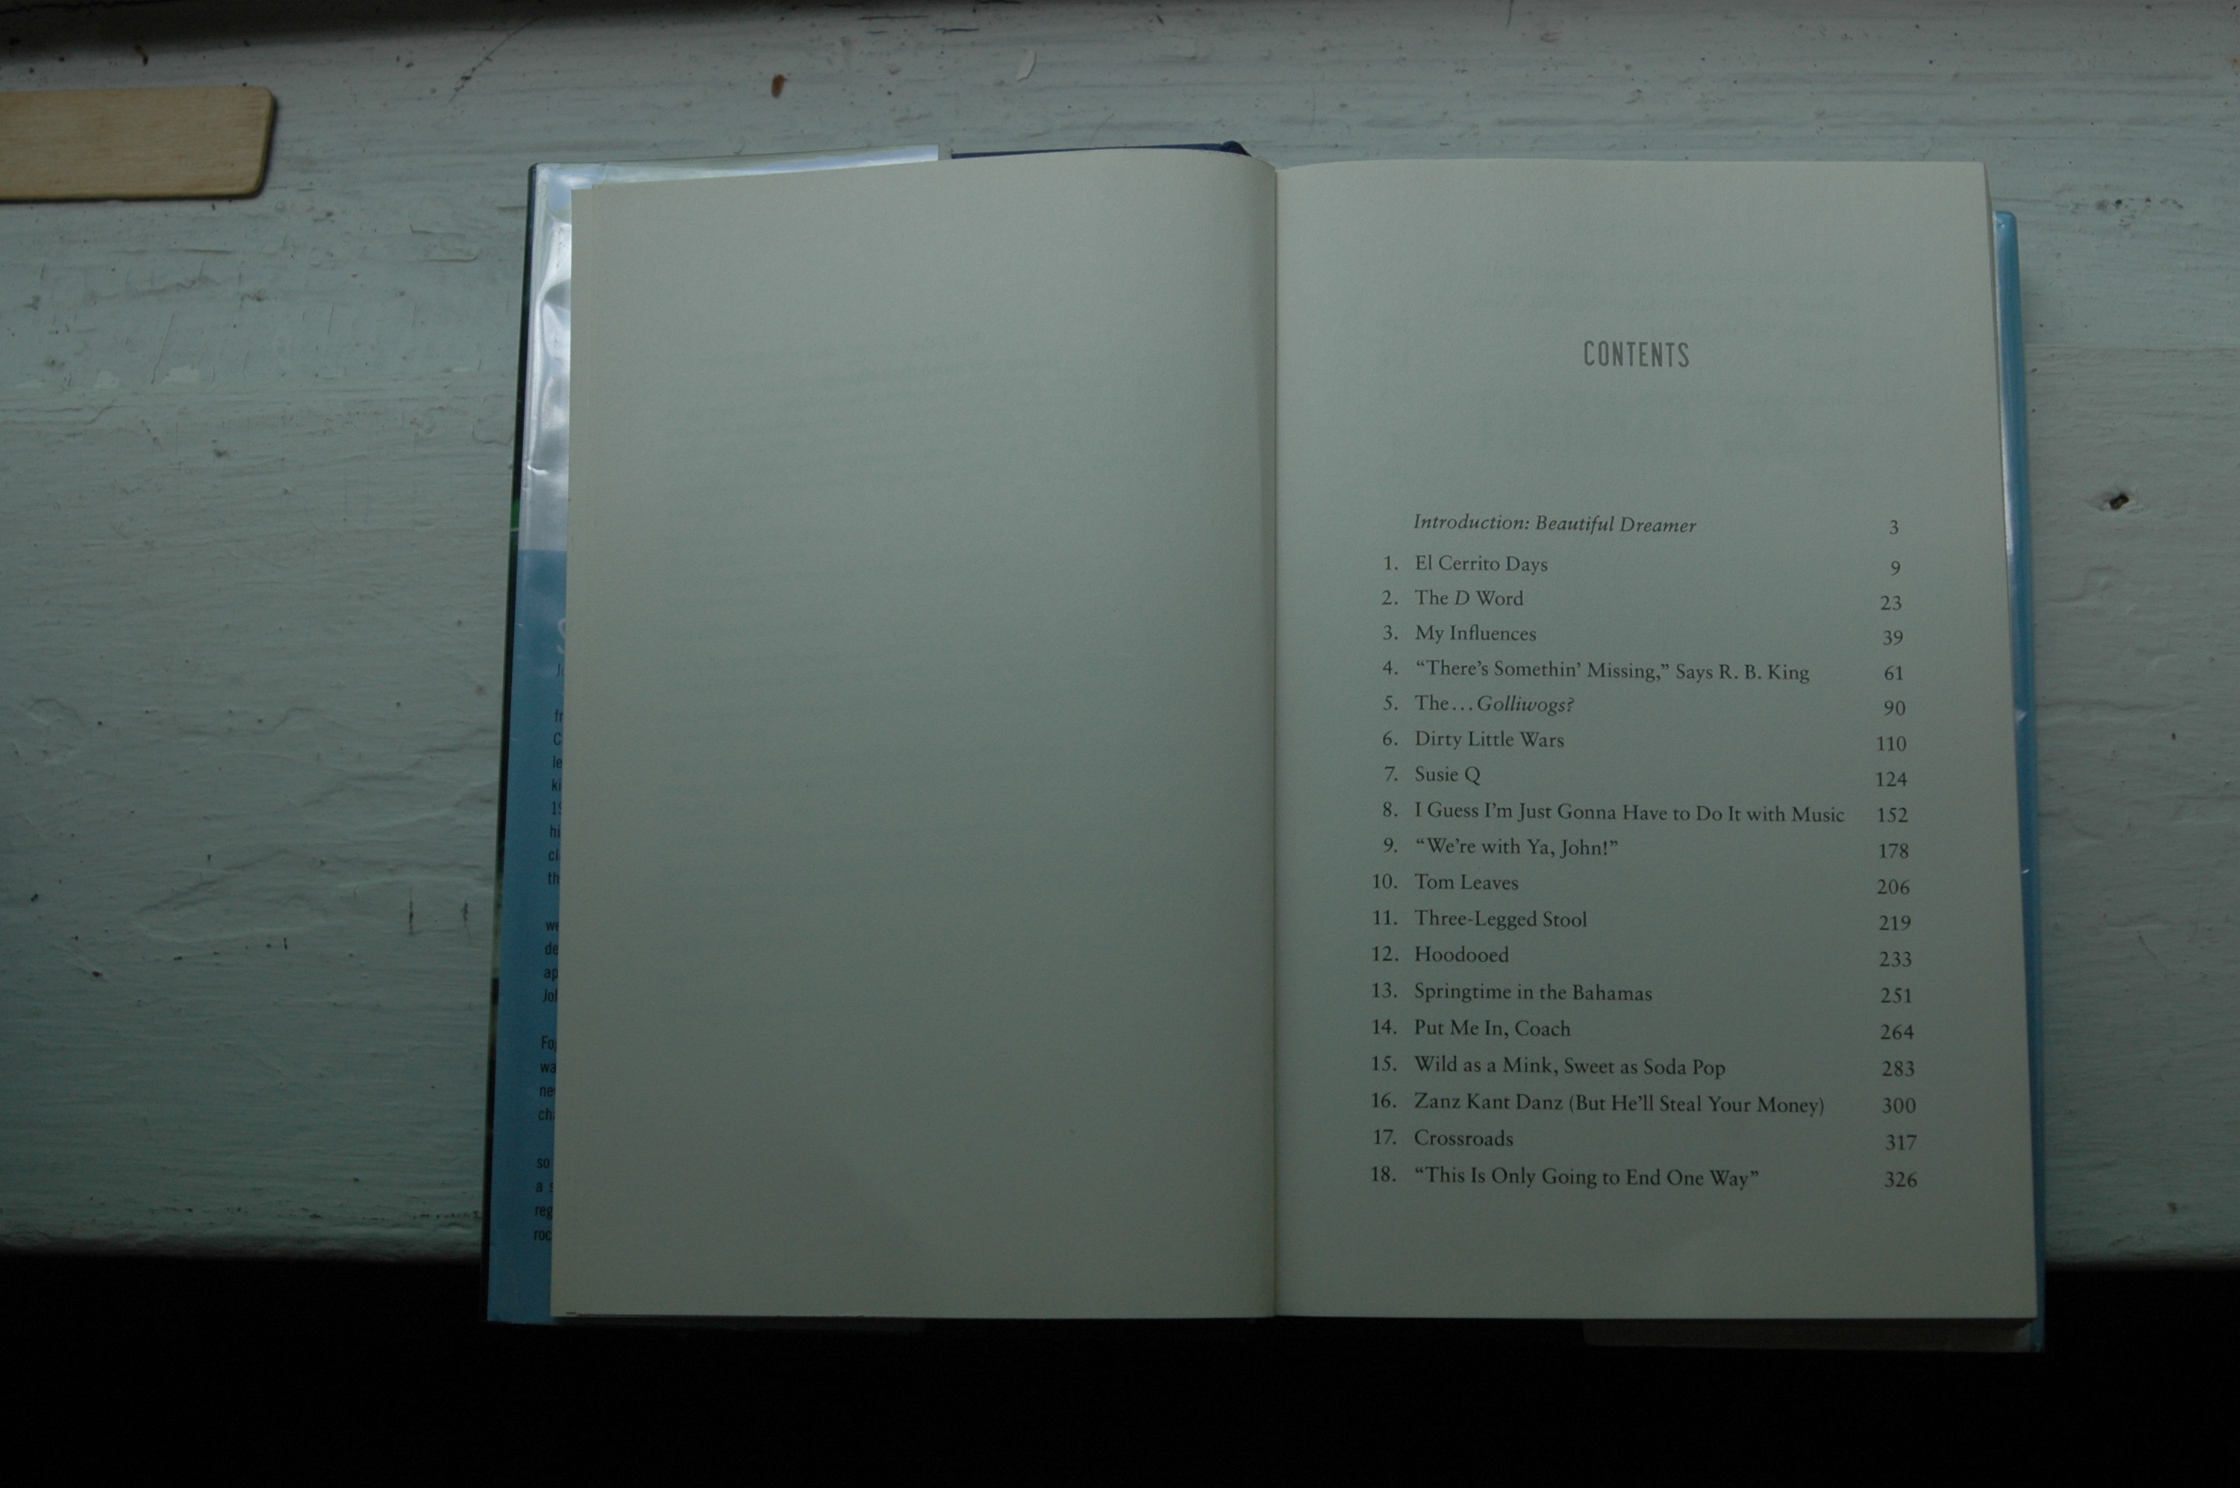 CONTENTS
Introduction: Beautiful Dreamer 3
1. El Cerrito Days 9
2. The D Word 23
3. My Influences 39
4. “There’s Somethin’ Missing,” Says R. B. King 61
5. The... Golliwogs? 90
6. Dirty Little Wars 110
7. Susie Q 124
8. I Guess I’m Just Gonna Have to Do It with Music 152
9. “We’re with Ya, John!” 178
10. Tom Leaves 206
11. Three-Legged Stool 219
12. Hoodooed 233
13. Springtime in the Bahamas 251
14. Put Me In, Coach 264
15. Wild as a Mink, Sweet as Soda Pop 283
16. Zanz Kant Danz (But He’ll Steal Your Money) 300
17. Crossroads 317
18. “This Is Only Going to End One Way” 326